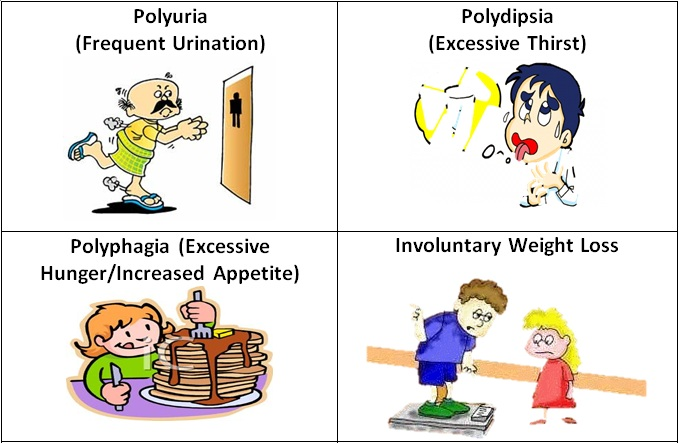 Polyuria
(Frequent Urination)
Polydipsia
(Excessive Thirst)
Polyphagia (Excessive
Hunger/Increased Appetite)
Involuntary Weight Loss